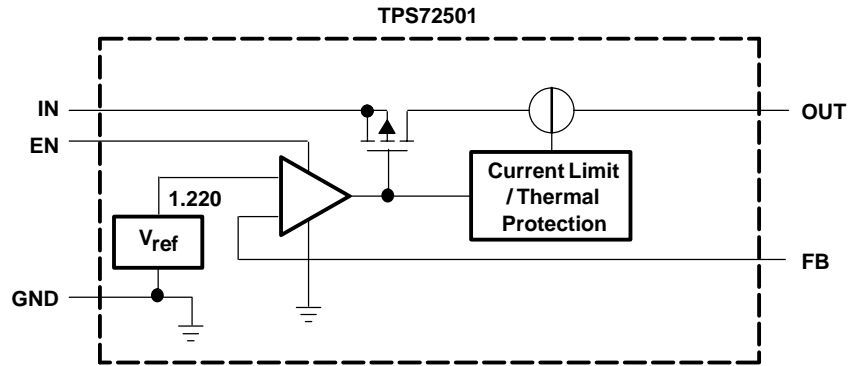 TPS72501
IN
OUT
EN
Current Limit
/ Thermal
Protection
1.220
Vref
FB
GND